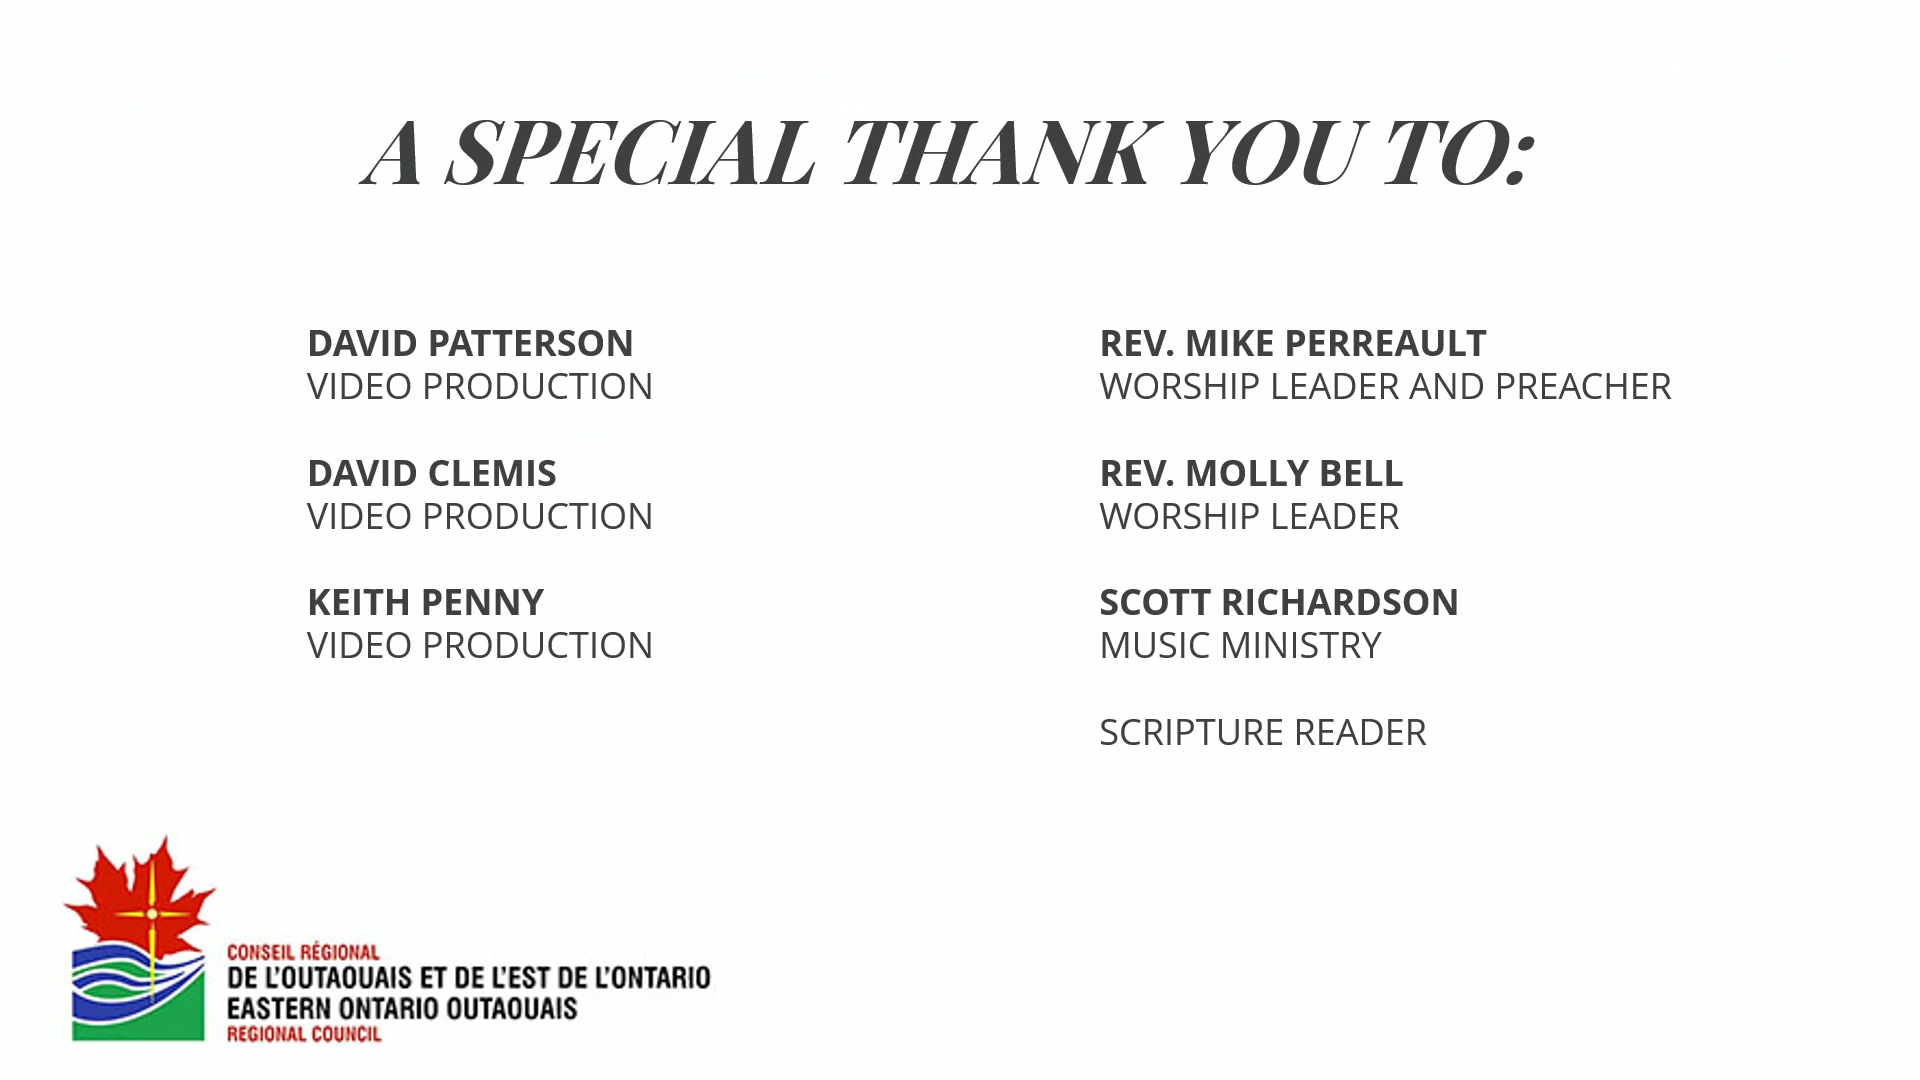 A SPECIAL THANK YOU TO:
DAVID PATTERSON
VIDEO PRODUCTION
DAVID CLEMIS
VIDEO PRODUCTION
KEITH PENNY
VIDEO PRODUCTION
REV. MIKE PERREAULT
WORSHIP LEADER AND PREACHER
REV. MOLLY BELL
WORSHIP LEADER
SCOTT RICHARDSON
MUSIC MINISTRY
SCRIPTURE READER
CONSEIL RÉGIONAL
DE L'OUTAOUAIS ET DE L'EST DE L'ONTARIO
EASTERN ONTARIO OUTAOUAIS
REGIONAL COUNCIL